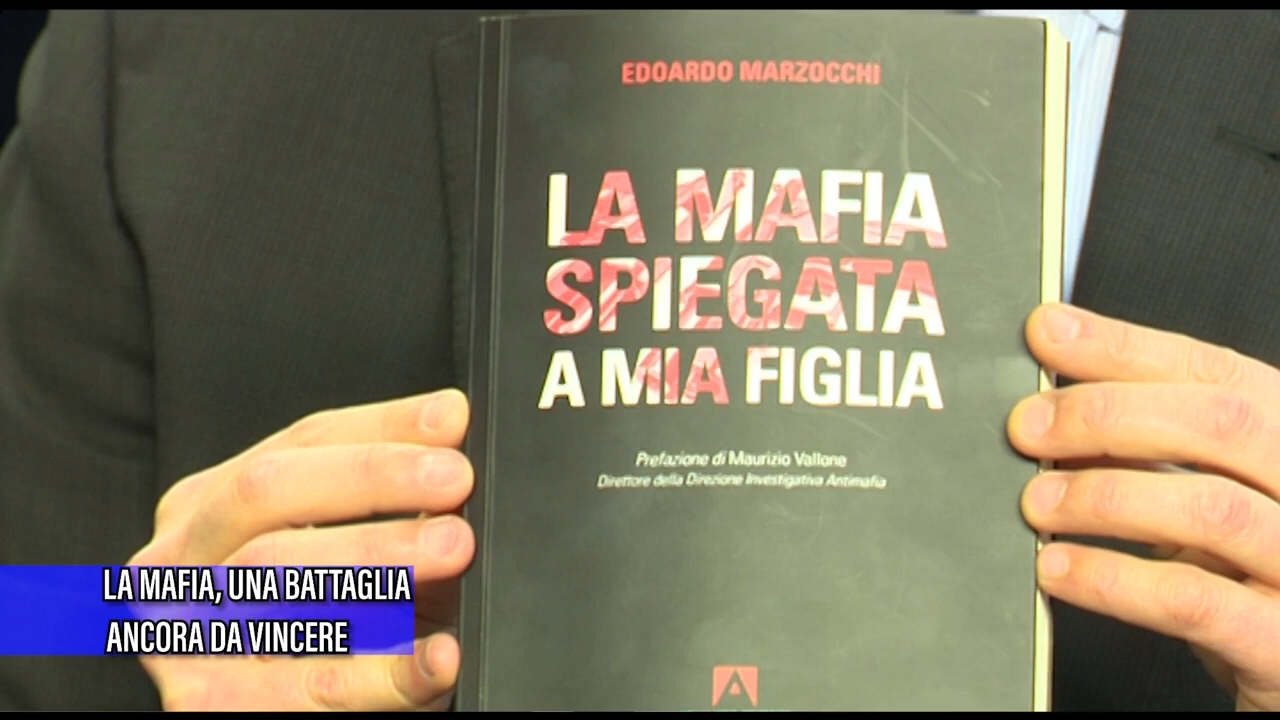 EDOARDO MARZOCCHI
LA MAFIA
SPIEGATA
A MIA FIGLIA
Prefazione di Maurizio Vallone
Direttore della Direzione Investigativa Antimafia
LA MAFIA, UNA BATTAGLIA
ANCORA DA VINCERE